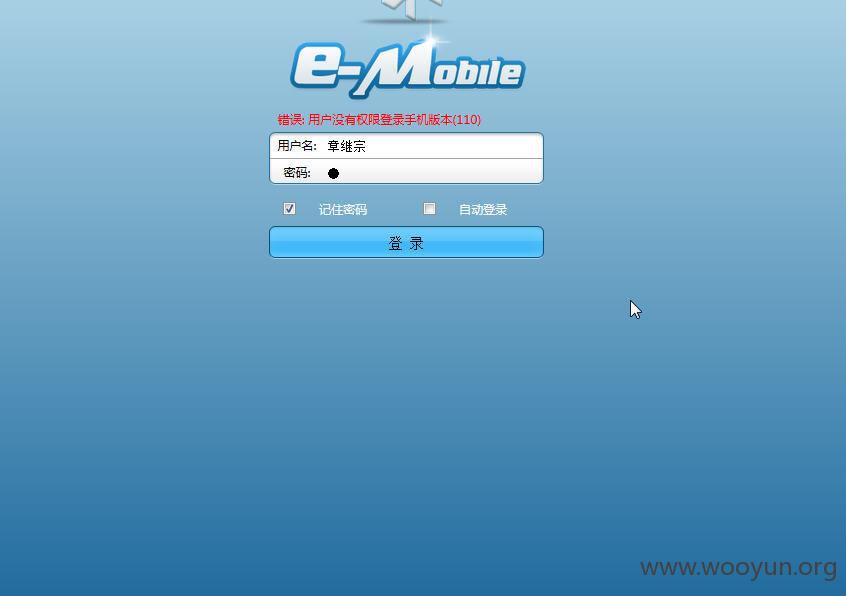 e-Mobile
错误: 用户没有权限登录手机版本(110)
用户名: 章继宗
密码: ●
记住密码 自动登录
登 录
www.wooyun.org